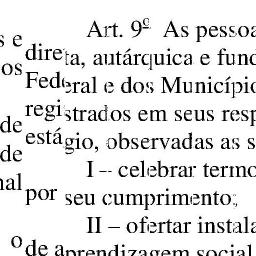 Art. 9º As pessoa
s e
direta, autárquica e fund
os
Federal e dos Município
registrados em seus resp
de
estágio, observadas as s
de
I – celebrar termo
nal
por seu cumprimento;
II – ofertar instala
o
de aprendizagem social